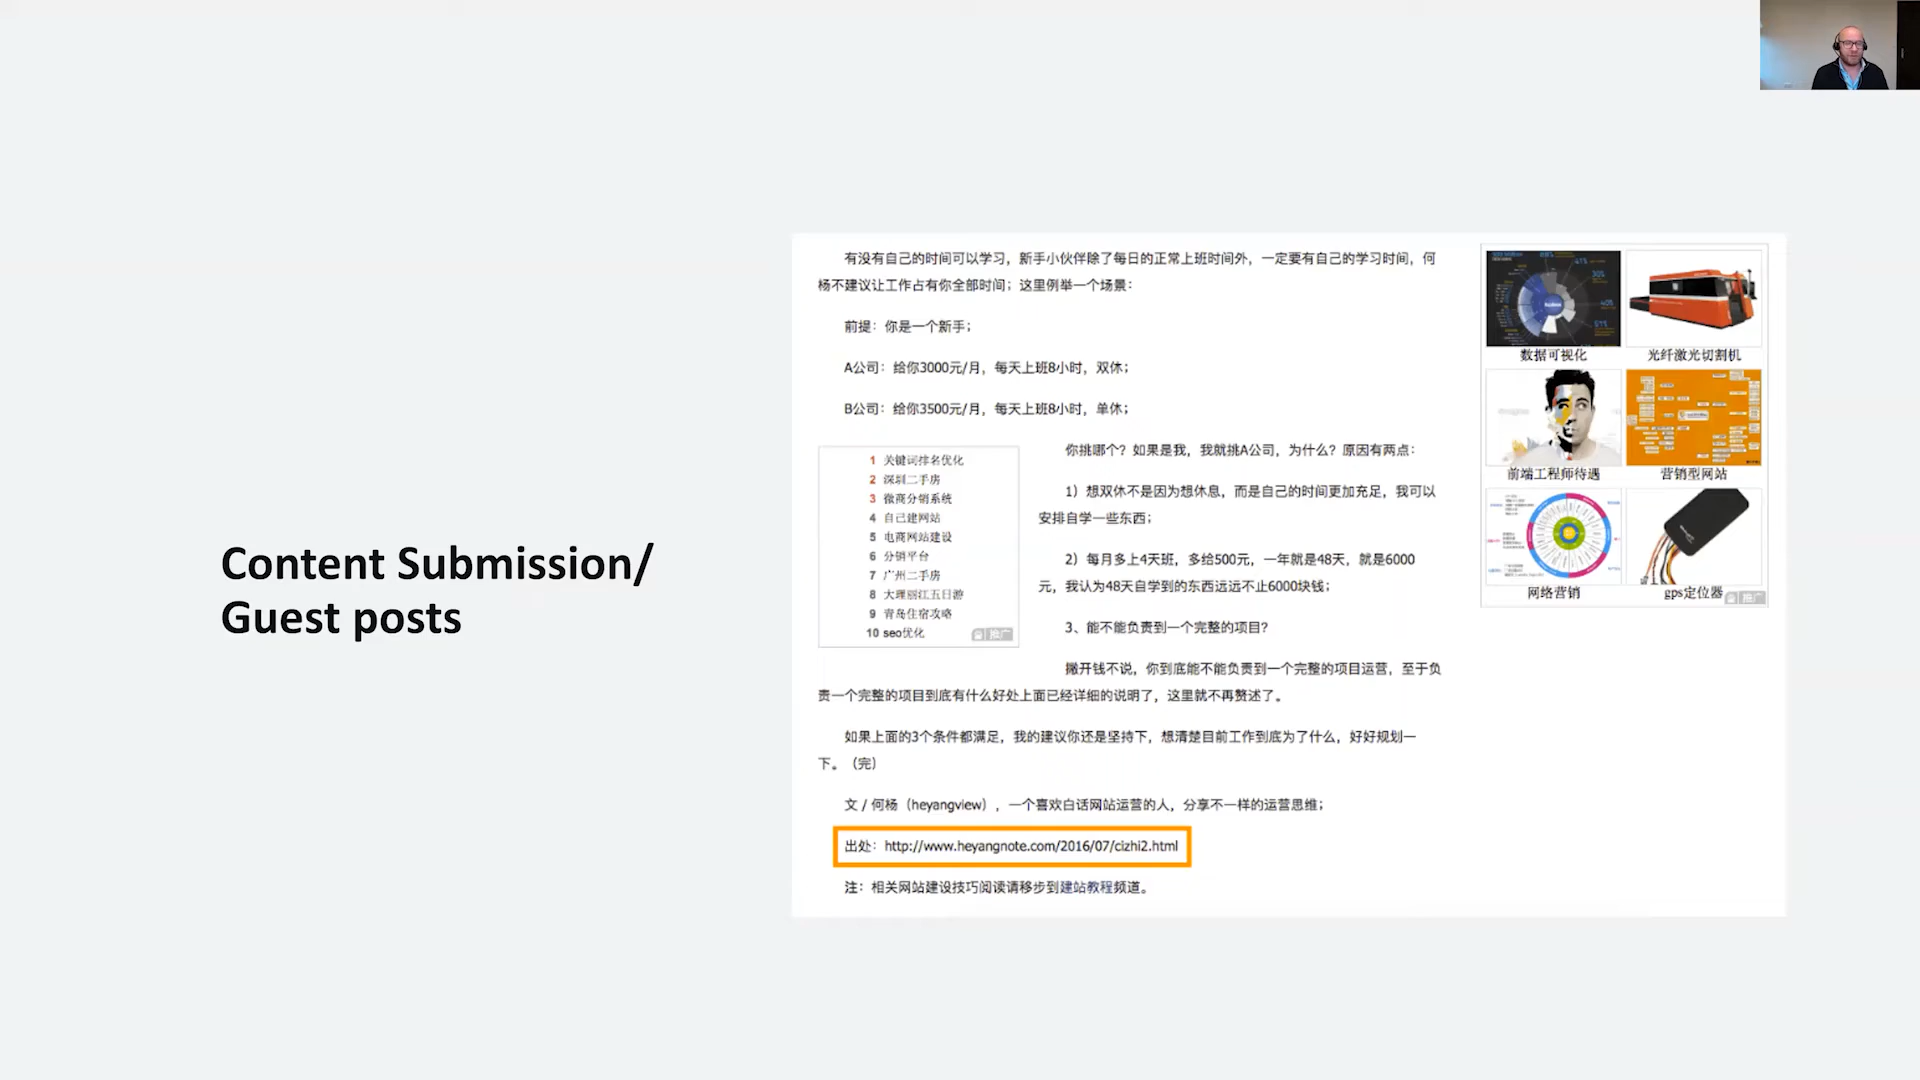 Content Submission/
Guest posts
有没有自己的时间可以学习，新手小伙伴除了每日的正常上班时间外，一定要有自己的学习时间，何
杨不建议让工作占有你全部时间；这里例举一个场景：
前提：你是一个新手；
A公司：给你3000元/月，每天上班8小时，双休；
B公司：给你3500元/月，每天上班8小时，单休；
1 关键词排名优化
2 深圳二手房
3 微商分销系统
4 自己建网站
5 电商网站建设
6 分销平台
7 广州二手房
8 大理丽江五日游
9 青岛住宿攻略
10 seo优化
推广
你挑哪个？如果是我，我就挑A公司，为什么？原因有两点：
1）想双休不是因为想休息，而是自己的时间更加充足，我可以
安排自学一些东西；
2）每月多上4天班，多给500元，一年就是48天，就是6000
元，我认为48天自学到的东西远远不止6000块钱；
3、能不能负责到一个完整的项目？
撇开钱不说，你到底能不能负责到一个完整的项目运营，至于负
责一个完整的项目到底有什么好处上面已经详细的说明了，这里就不再赘述了。
如果上面的3个条件都满足，我的建议你还是坚持下，想清楚目前工作到底为了什么，好好规划一
下。（完）
文 / 何杨（heyangview），一个喜欢白话网站运营的人，分享不一样的运营思维；
出处：http://www.heyangnote.com/2016/07/cizhi2.html
注：相关网站建设技巧阅读请移步到建站教程频道。
数据可视化
光纤激光切割机
前端工程师待遇
营销型网站
网络营销
gps定位器
推广